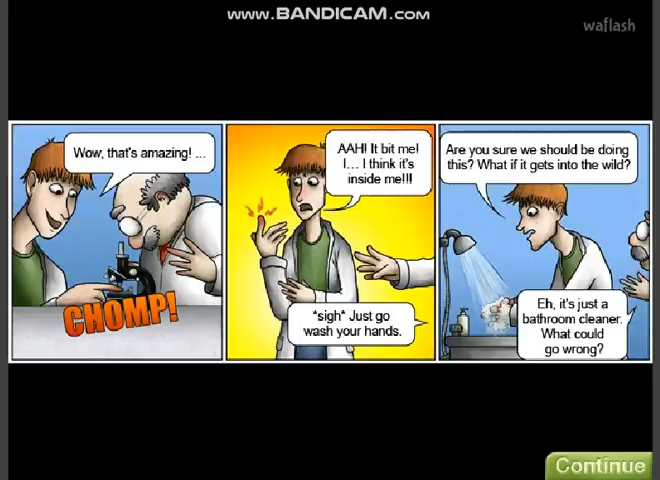 www.BANDICAM.com
waflash
Wow, that's amazing! ...
CHOMP!
AAH! It bit me!
I... I think it's
inside me!!!
*sigh* Just go
wash your hands.
Are you sure we should be doing
this? What if it gets into the wild?
Eh, it's just a
bathroom cleaner.
What could
go wrong?
Continue